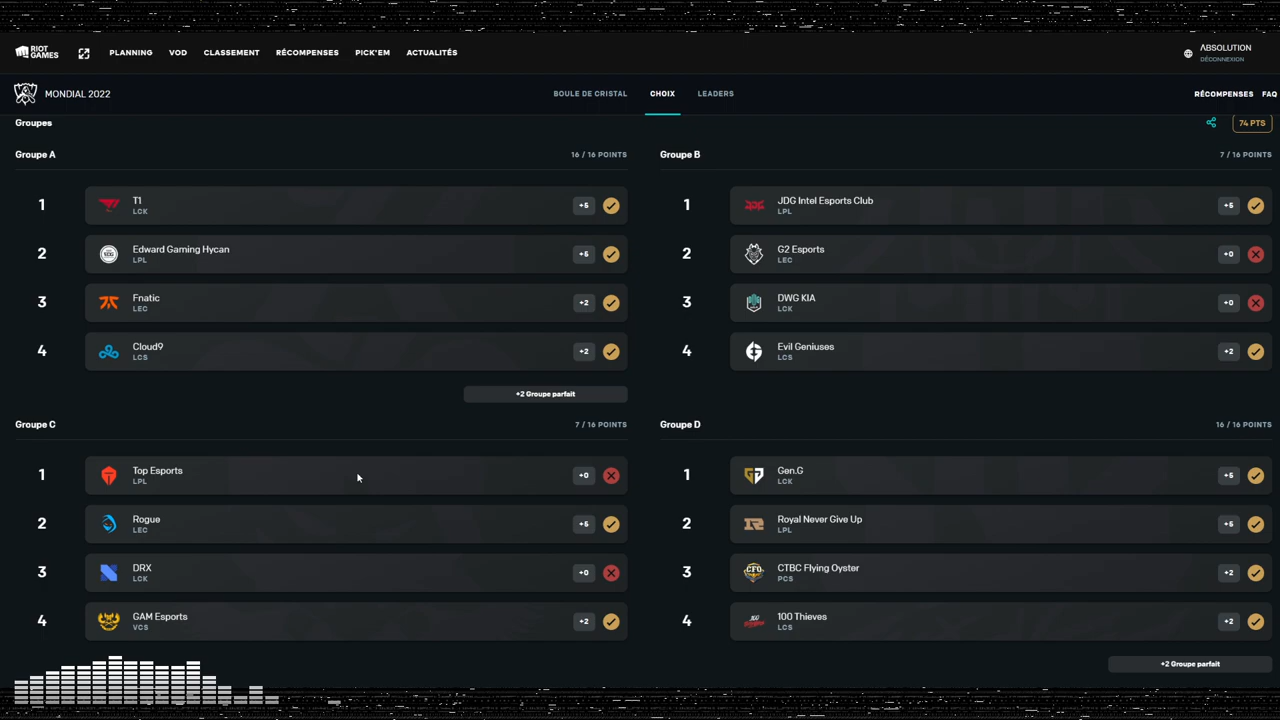 RIOT GAMES
PLANNING VOD CLASSEMENT RÉCOMPENSES PICK'EM ACTUALITÉS
ABSOLUTION
DÉCONNEXION
MONDIAL 2022
BOULE DE CRISTAL CHOIX LEADERS
RÉCOMPENSES FAQ
Groupes
74 PTS
Groupe A 16 / 16 POINTS
1 T1 +5
LCK
2 Edward Gaming Hycan +5
LPL
3 Fnatic +2
LEC
4 Cloud9 +2
LCS
+2 Groupe parfait
Groupe B 7 / 16 POINTS
1 JDG Intel Esports Club +5
LPL
2 G2 Esports +0
LEC
3 DWG KIA +0
LCK
4 Evil Geniuses +2
LCS
Groupe C 7 / 16 POINTS
1 Top Esports +0
LPL
2 Rogue +5
LEC
3 DRX +0
LCK
4 GAM Esports +2
VCS
Groupe D 16 / 16 POINTS
1 Gen.G +5
LCK
2 Royal Never Give Up +5
LPL
3 CTBC Flying Oyster +2
PCS
4 100 Thieves +2
LCS
+2 Groupe parfait